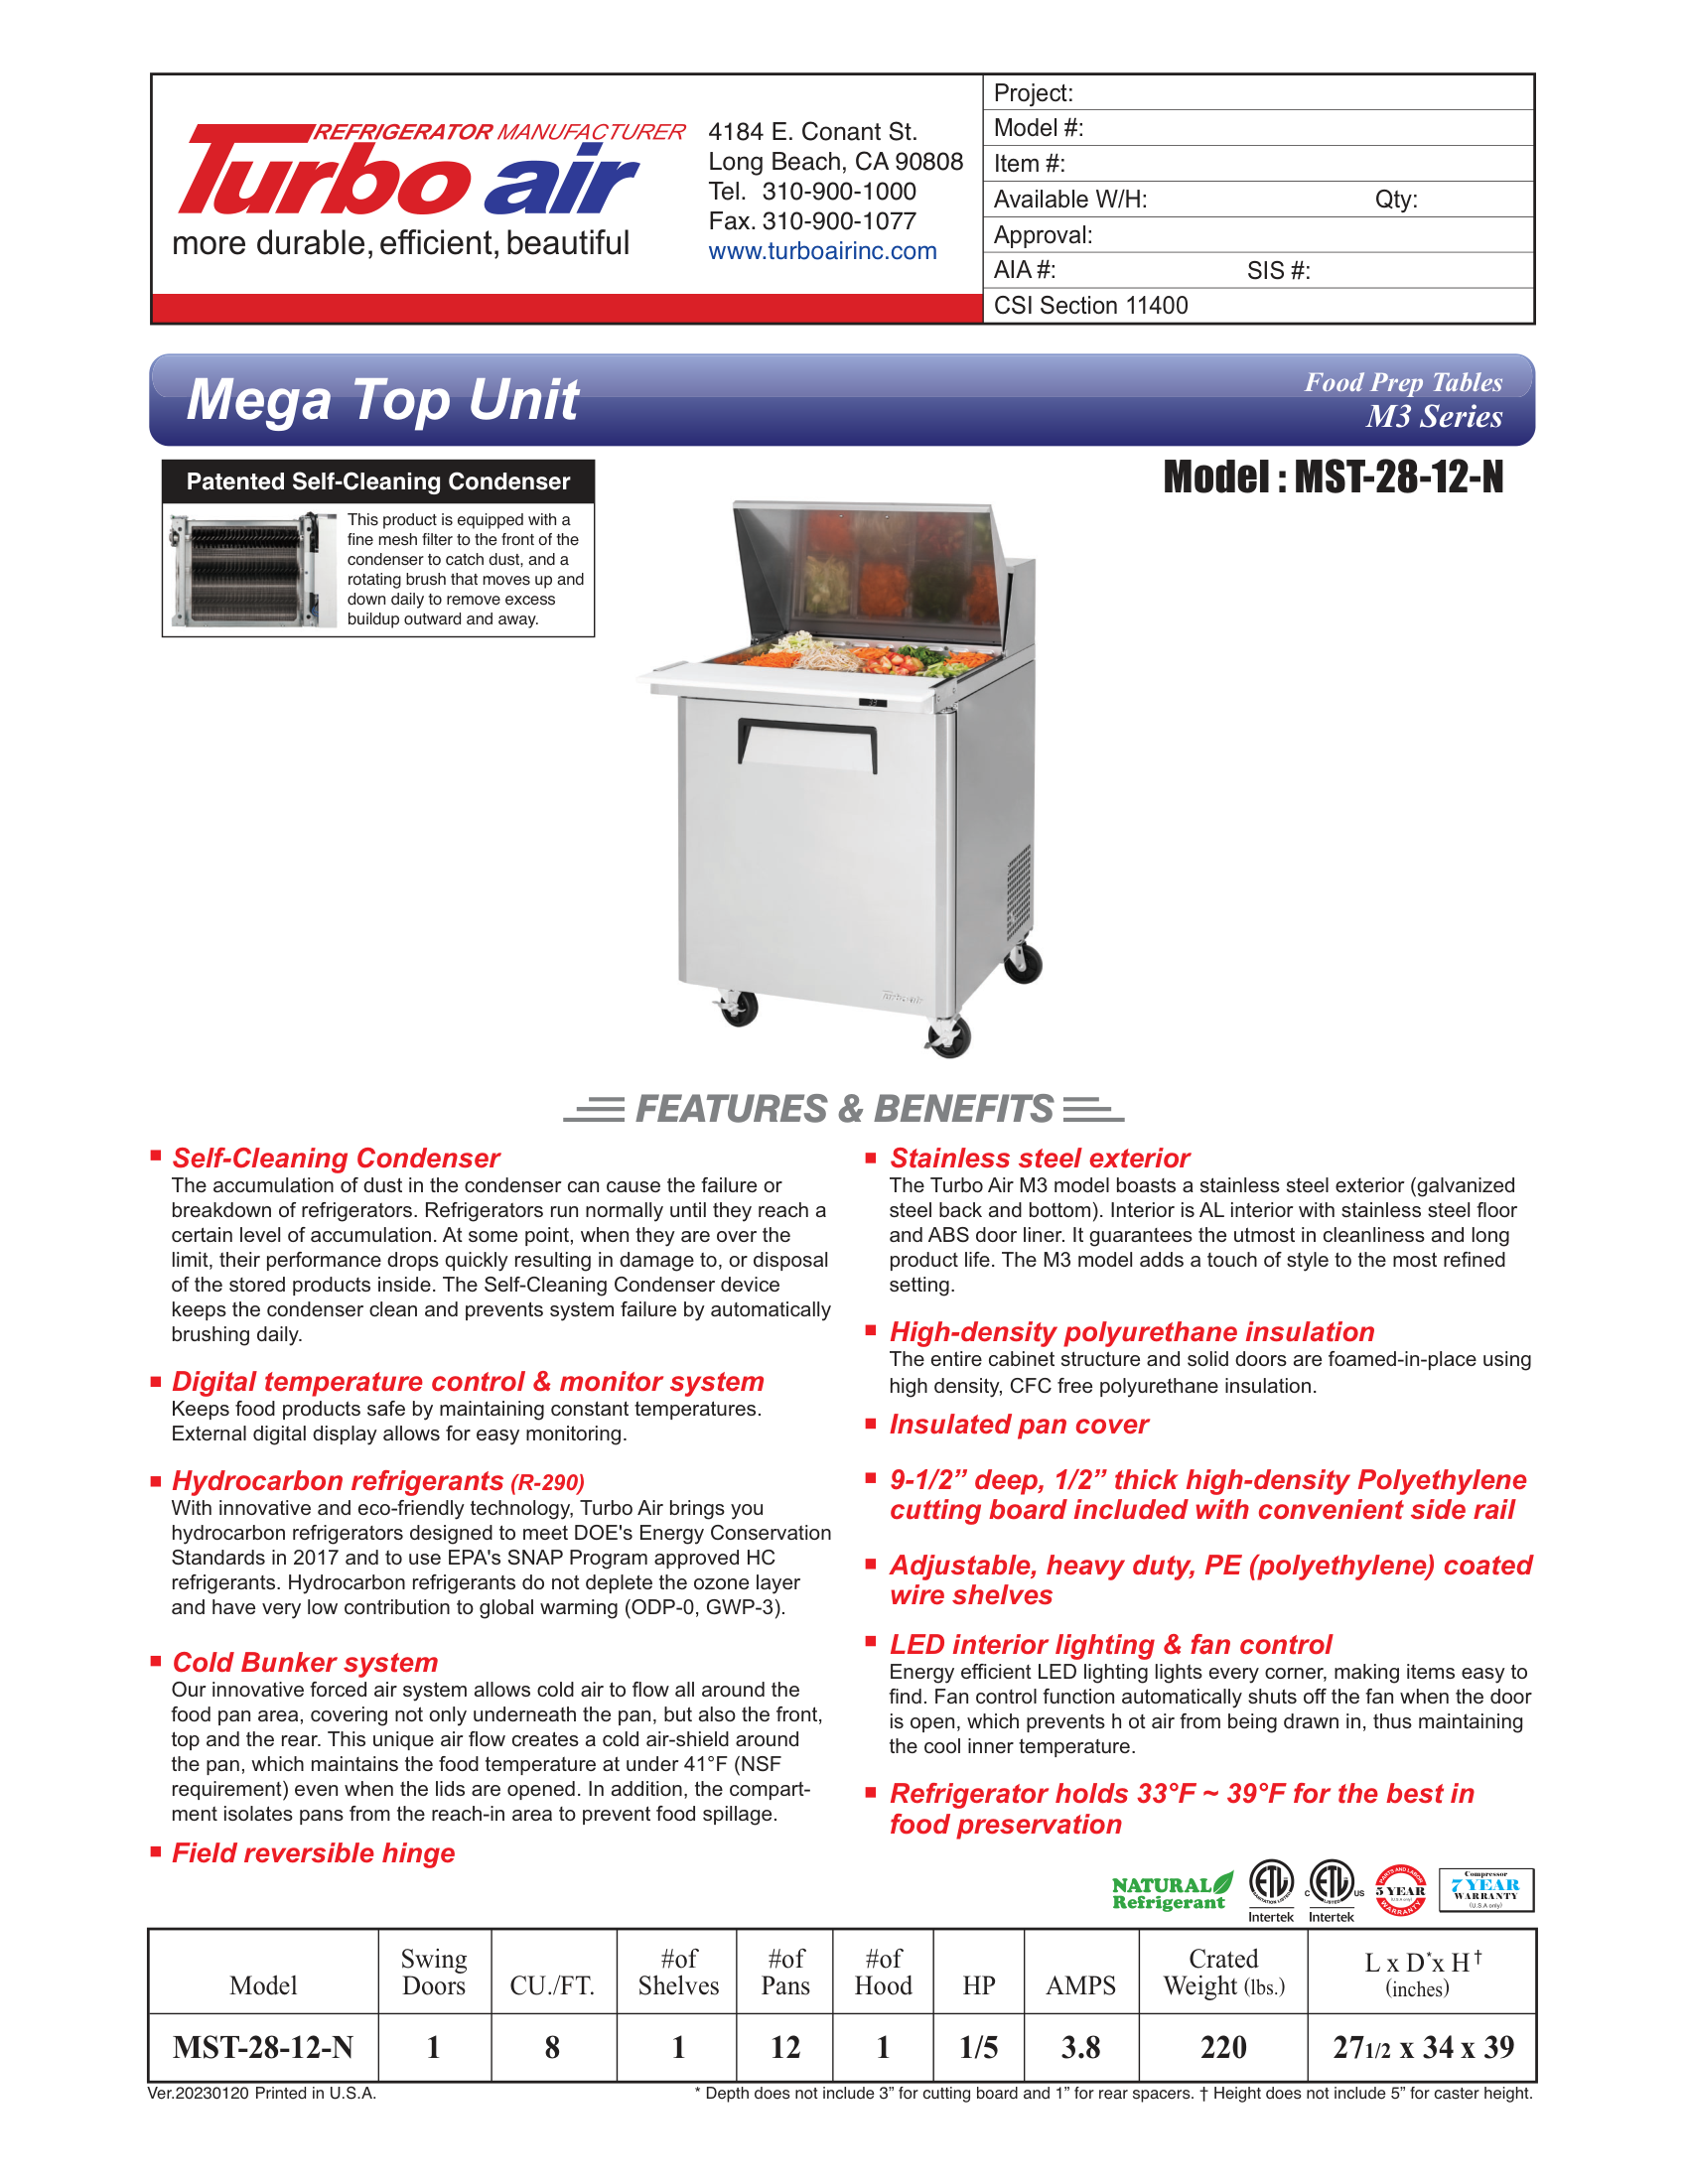 REFRIGERATOR MANUFACTURER
Turbo air
more durable, efficient, beautiful
4184 E. Conant St.
Long Beach, CA 90808
Tel. 310-900-1000
Fax. 310-900-1077
www.turboairinc.com
Project:
Model #:
Item #:
Available W/H: Qty:
Approval:
AIA #: SIS #:
CSI Section 11400
Mega Top Unit
Food Prep Tables
M3 Series
Patented Self-Cleaning Condenser
This product is equipped with a
fine mesh filter to the front of the
condenser to catch dust, and a
rotating brush that moves up and
down daily to remove excess
buildup outward and away.
Model : MST-28-12-N
Turbo air
FEATURES & BENEFITS
Self-Cleaning Condenser
The accumulation of dust in the condenser can cause the failure or
breakdown of refrigerators. Refrigerators run normally until they reach a
certain level of accumulation. At some point, when they are over the
limit, their performance drops quickly resulting in damage to, or disposal
of the stored products inside. The Self-Cleaning Condenser device
keeps the condenser clean and prevents system failure by automatically
brushing daily.
Digital temperature control & monitor system
Keeps food products safe by maintaining constant temperatures.
External digital display allows for easy monitoring.
Hydrocarbon refrigerants (R-290)
With innovative and eco-friendly technology, Turbo Air brings you
hydrocarbon refrigerators designed to meet DOE's Energy Conservation
Standards in 2017 and to use EPA's SNAP Program approved HC
refrigerants. Hydrocarbon refrigerants do not deplete the ozone layer
and have very low contribution to global warming (ODP-0, GWP-3).
Cold Bunker system
Our innovative forced air system allows cold air to flow all around the
food pan area, covering not only underneath the pan, but also the front,
top and the rear. This unique air flow creates a cold air-shield around
the pan, which maintains the food temperature at under 41°F (NSF
requirement) even when the lids are opened. In addition, the compart-
ment isolates pans from the reach-in area to prevent food spillage.
Field reversible hinge
Stainless steel exterior
The Turbo Air M3 model boasts a stainless steel exterior (galvanized
steel back and bottom). Interior is AL interior with stainless steel floor
and ABS door liner. It guarantees the utmost in cleanliness and long
product life. The M3 model adds a touch of style to the most refined
setting.
High-density polyurethane insulation
The entire cabinet structure and solid doors are foamed-in-place using
high density, CFC free polyurethane insulation.
Insulated pan cover
9-1/2” deep, 1/2” thick high-density Polyethylene
cutting board included with convenient side rail
Adjustable, heavy duty, PE (polyethylene) coated
wire shelves
LED interior lighting & fan control
Energy efficient LED lighting lights every corner, making items easy to
find. Fan control function automatically shuts off the fan when the door
is open, which prevents h ot air from being drawn in, thus maintaining
the cool inner temperature.
Refrigerator holds 33°F ~ 39°F for the best in
food preservation
NATURAL
Refrigerant
ETL
SANITATION LISTED
Intertek
C ETL US
LISTED
Intertek
PARTS AND LABOR
5 YEAR
(U.S.A only)
WARRANTY
Compressor
7 YEAR
WARRANTY
(U.S.A only)
Model Swing Doors CU./FT. #of Shelves #of Pans #of Hood HP AMPS Crated Weight (lbs.) L x D* x H† (inches)
MST-28-12-N 1 8 1 12 1 1/5 3.8 220 27 1/2 x 34 x 39
Ver.20230120 Printed in U.S.A.
* Depth does not include 3” for cutting board and 1” for rear spacers. † Height does not include 5” for caster height.